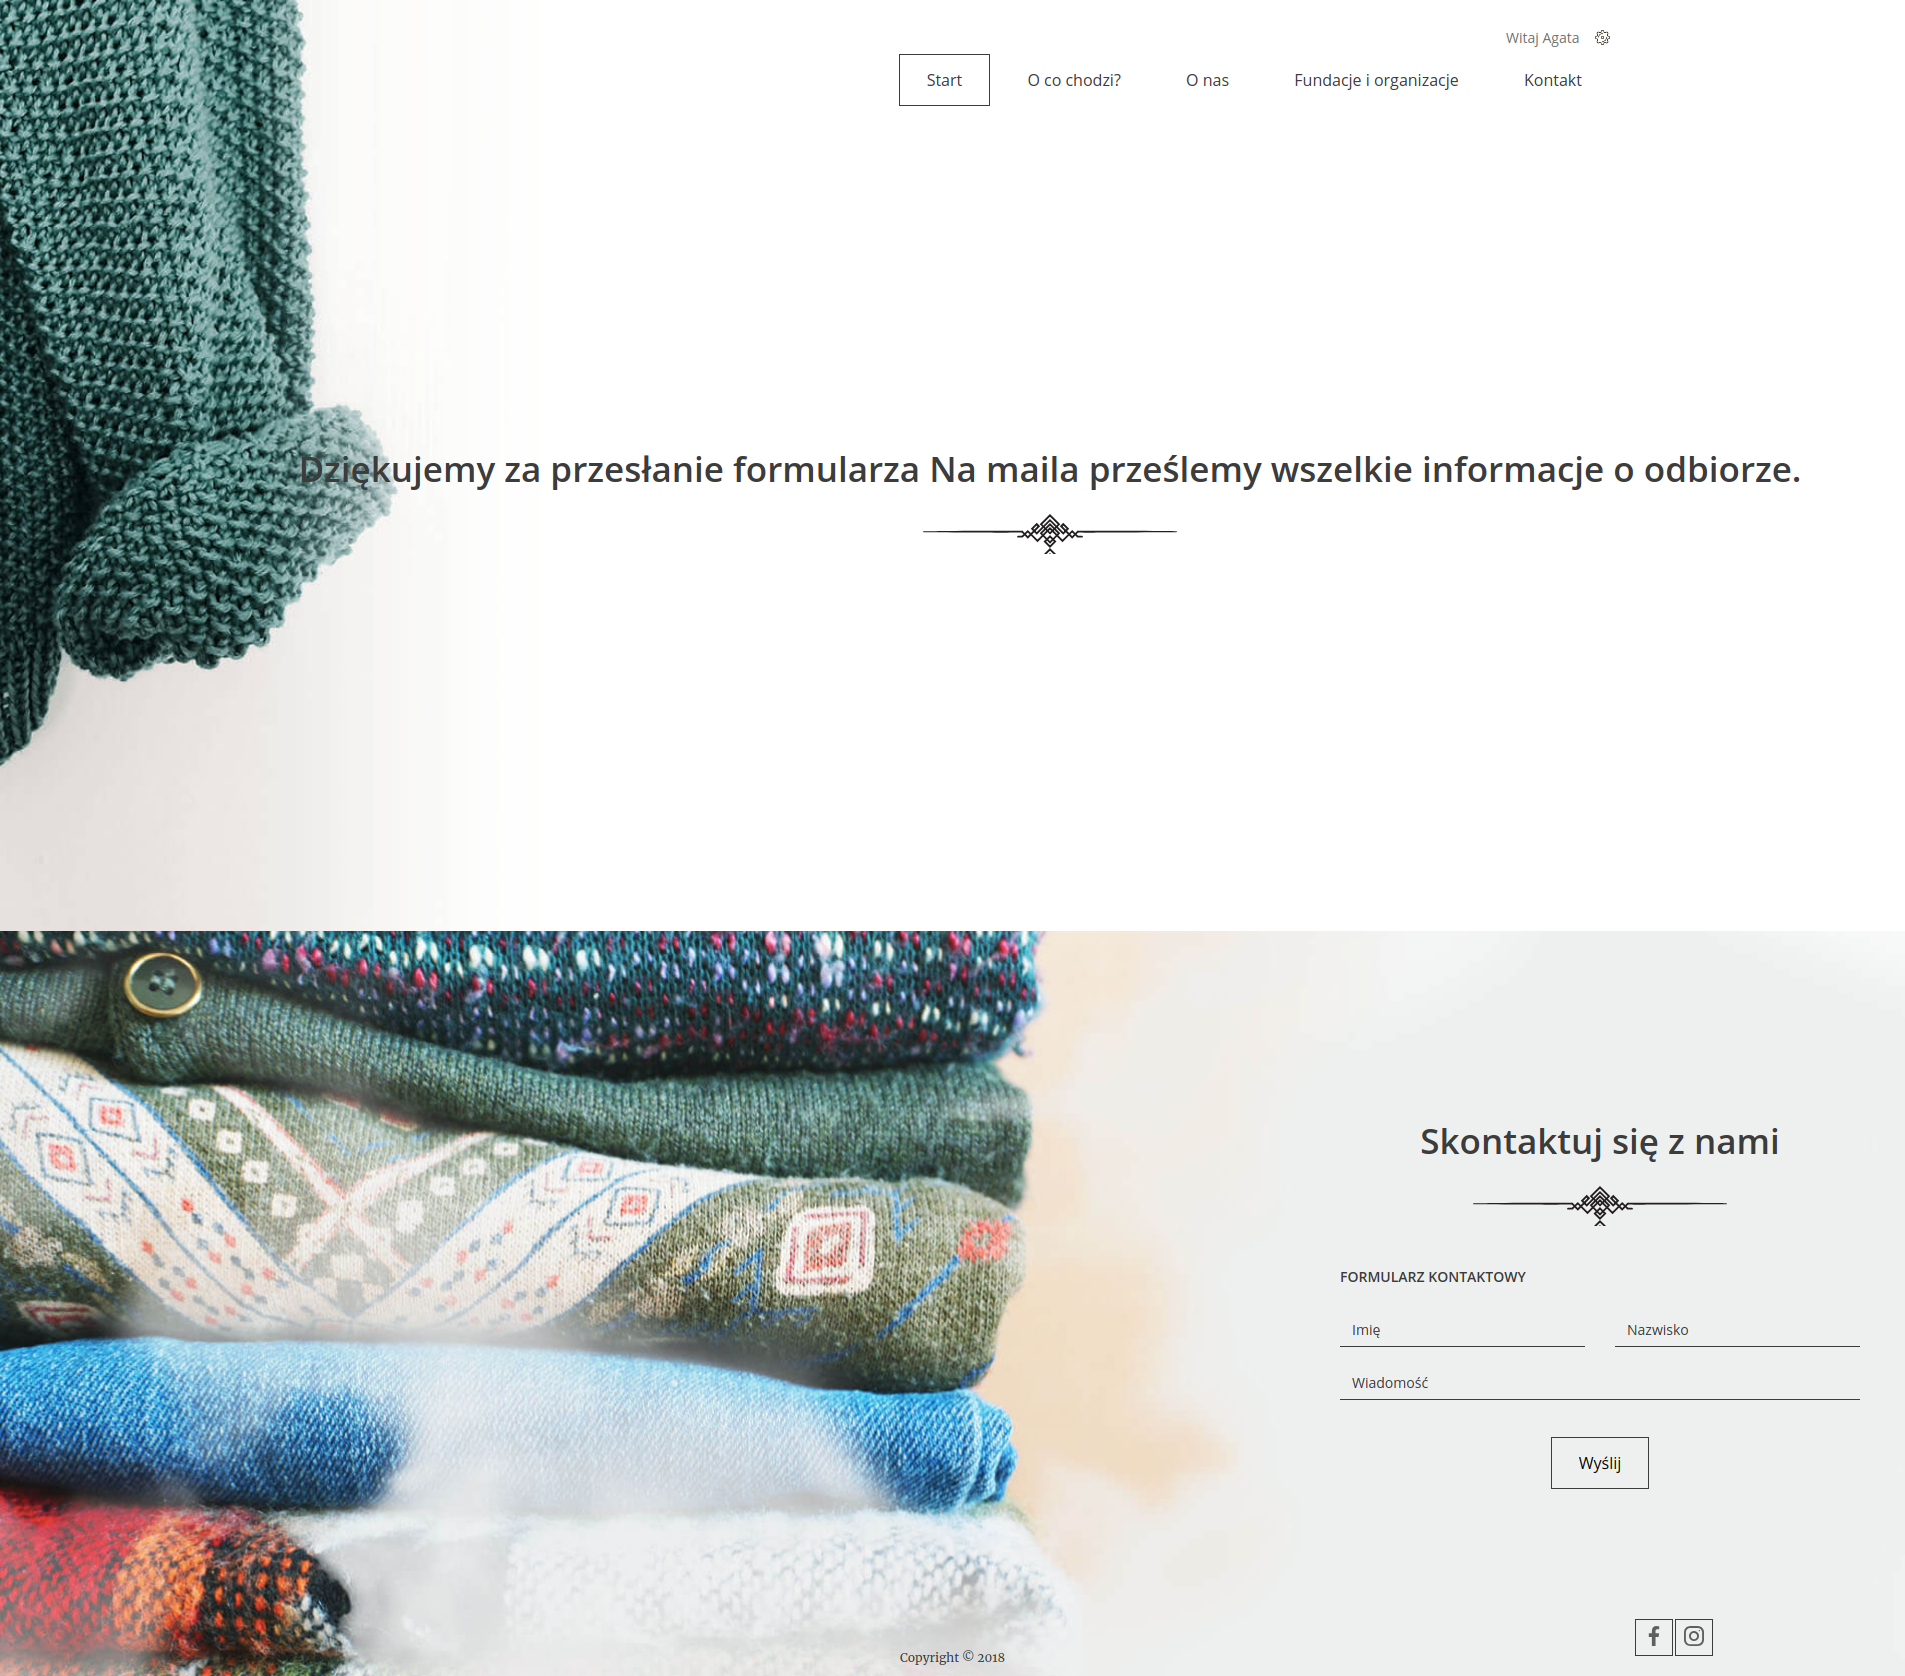 Witaj Agata
Start O co chodzi? O nas Fundacje i organizacje Kontakt
Dziękujemy za przesłanie formularza Na maila prześlemy wszelkie informacje o odbiorze.
Skontaktuj się z nami
FORMULARZ KONTAKTOWY
Imię Nazwisko
Wiadomość
Wyślij
Copyright © 2018